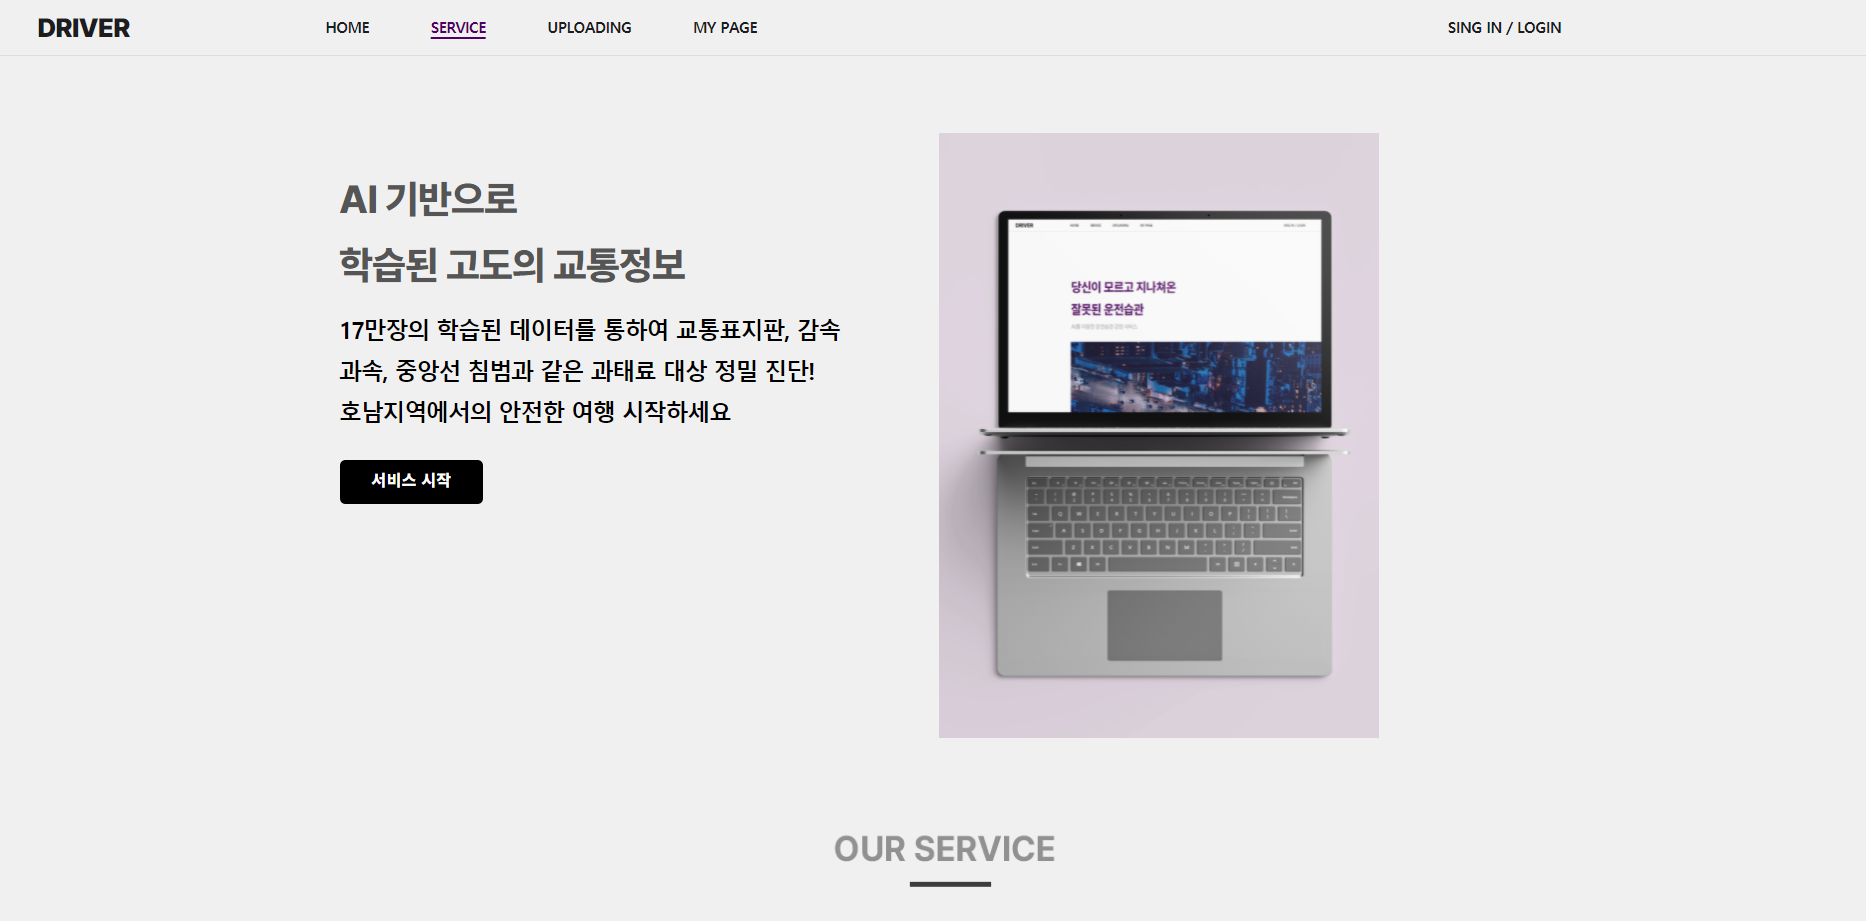 DRIVER
HOME
SERVICE
UPLOADING
MY PAGE
SING IN / LOGIN
AI 기반으로
학습된 고도의 교통정보
17만장의 학습된 데이터를 통하여 교통표지판, 감속
과속, 중앙선 침범과 같은 과태료 대상 정밀 진단!
호남지역에서의 안전한 여행 시작하세요
서비스 시작
DRIVER
HOME
SERVICE
UPLOADING
MY PAGE
당신이 모르고 지나쳐온
잘못된 운전습관
OUR SERVICE